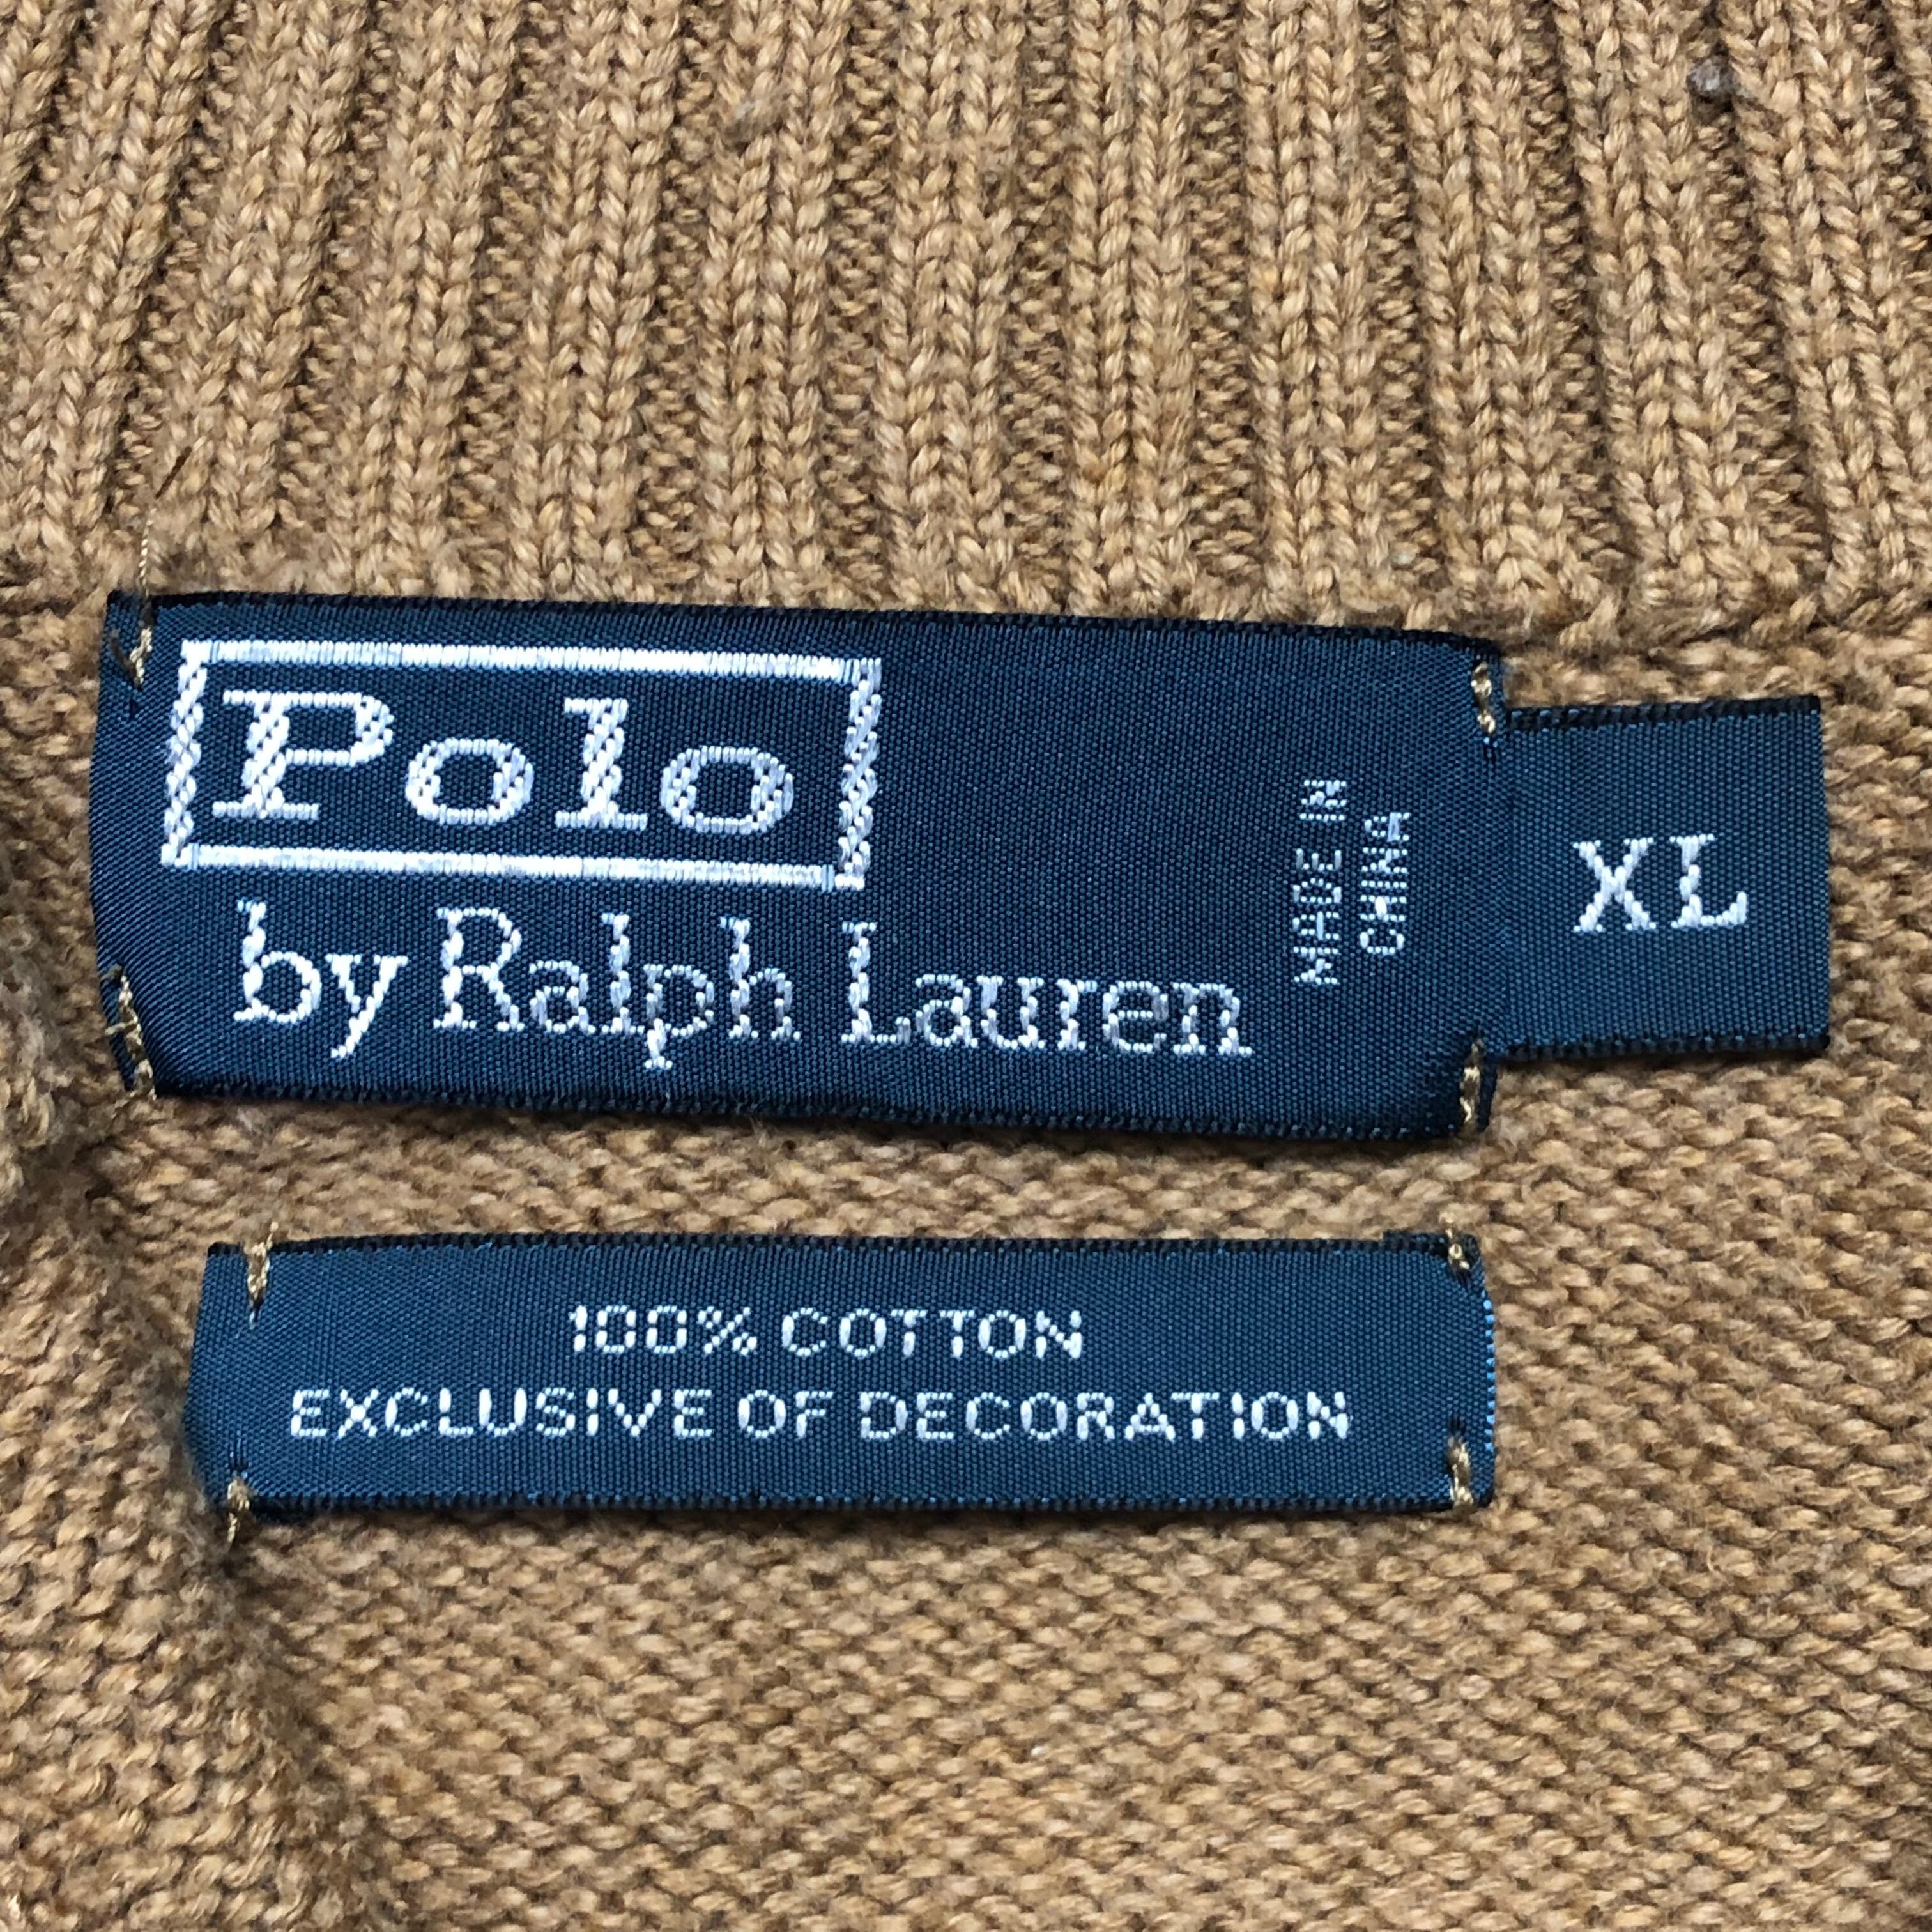 Polo
by Ralph Lauren
MADE IN
CHINA
XL
100% COTTON
EXCLUSIVE OF DECORATION